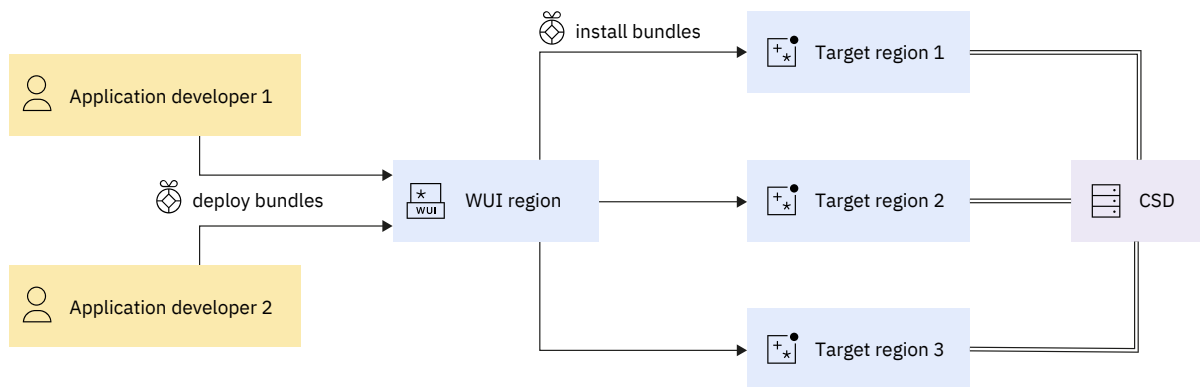 install bundles
Target region 1
Application developer 1
deploy bundles
WUI
WUI region
Target region 2
CSD
Application developer 2
Target region 3